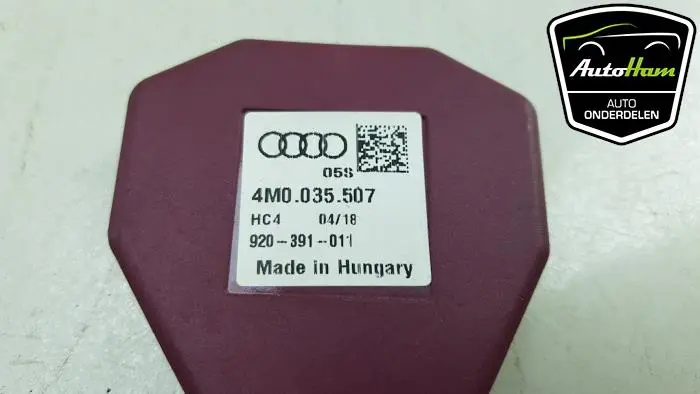 05S
4M0.035.507
HC4 04/18
920-391-011
Made in Hungary
AutoHam
AUTO
ONDERDELEN